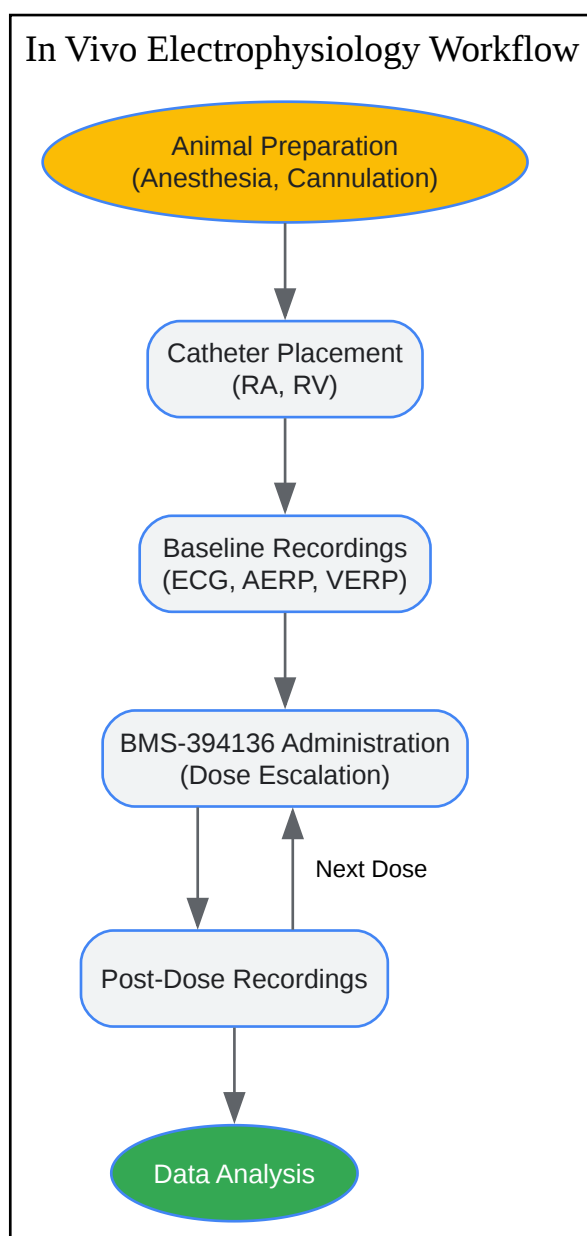 In Vivo Electrophysiology Workflow
Animal Preparation
(Anesthesia, Cannulation)
Catheter Placement
(RA, RV)
Baseline Recordings
(ECG, AERP, VERP)
BMS-394136 Administration
(Dose Escalation)
Next Dose
Post-Dose Recordings
Data Analysis